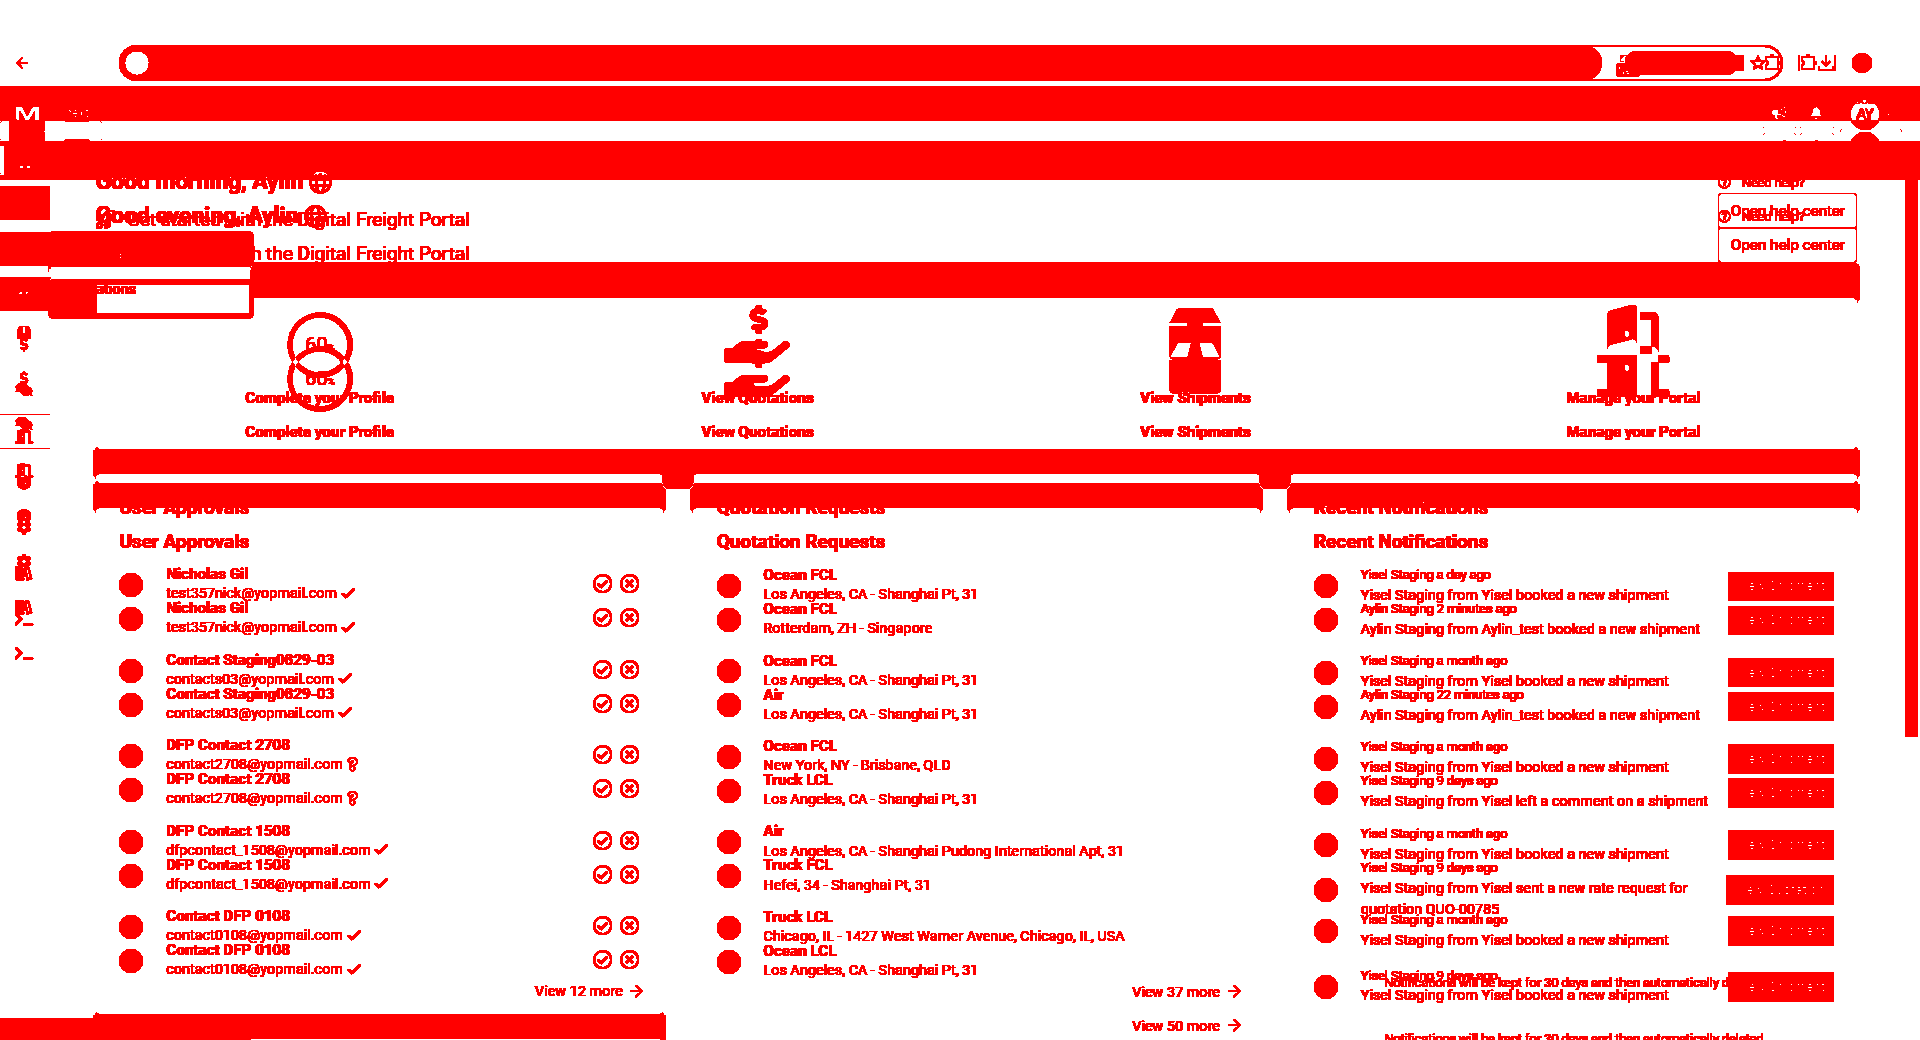 AY
Good morning, Aylin
Need help?
Good evening, Aylin
Get started with the Digital Freight Portal
Open help center
Need help?
h the Digital Freight Portal
Open help center
ations
60%
60%
Complete your Profile
View Quotations
View Shipments
Manage your Portal
Complete your Profile
View Quotations
View Shipments
Manage your Portal
User Approvals
Quotation Requests
Recent Notifications
User Approvals
Quotation Requests
Recent Notifications
Nicholas Gil
test357nick@yopmail.com
Nicholas Gil
test357nick@yopmail.com
Contact Staging0829-03
contacts03@yopmail.com
Contact Staging0829-03
contacts03@yopmail.com
DFP Contact 2708
contact2708@yopmail.com
DFP Contact 2708
contact2708@yopmail.com
DFP Contact 1508
dfpcontact_1508@yopmail.com
DFP Contact 1508
dfpcontact_1508@yopmail.com
Contact DFP 0108
contact0108@yopmail.com
Contact DFP 0108
contact0108@yopmail.com
View 12 more
Ocean FCL
Los Angeles, CA - Shanghai Pt, 31
Ocean FCL
Rotterdam, ZH - Singapore
Ocean FCL
Los Angeles, CA - Shanghai Pt, 31
Air
Los Angeles, CA - Shanghai Pt, 31
Ocean FCL
New York, NY - Brisbane, QLD
Truck LCL
Los Angeles, CA - Shanghai Pt, 31
Air
Los Angeles, CA - Shanghai Pudong International Apt, 31
Truck FCL
Hefei, 34 - Shanghai Pt, 31
Truck LCL
Chicago, IL - 1427 West Warner Avenue, Chicago, IL, USA
Ocean LCL
Los Angeles, CA - Shanghai Pt, 31
View 37 more
View 50 more
Yisel Staging a day ago
Yisel Staging from Yisel booked a new shipment
Aylin Staging 2 minutes ago
Aylin Staging from Aylin_test booked a new shipment
Yisel Staging a month ago
Yisel Staging from Yisel booked a new shipment
Aylin Staging 22 minutes ago
Aylin Staging from Aylin_test booked a new shipment
Yisel Staging a month ago
Yisel Staging from Yisel booked a new shipment
Yisel Staging 9 days ago
Yisel Staging from Yisel left a comment on a shipment
Yisel Staging a month ago
Yisel Staging from Yisel booked a new shipment
Yisel Staging 9 days ago
Yisel Staging from Yisel sent a new rate request for
quotation QUO-00785
Yisel Staging a month ago
Yisel Staging from Yisel booked a new shipment
Yisel Staging 9 days ago
Notifications will be kept for 30 days and then automatically d
Yisel Staging from Yisel booked a new shipment
Notifications will be kept for 30 days and then automatically deleted